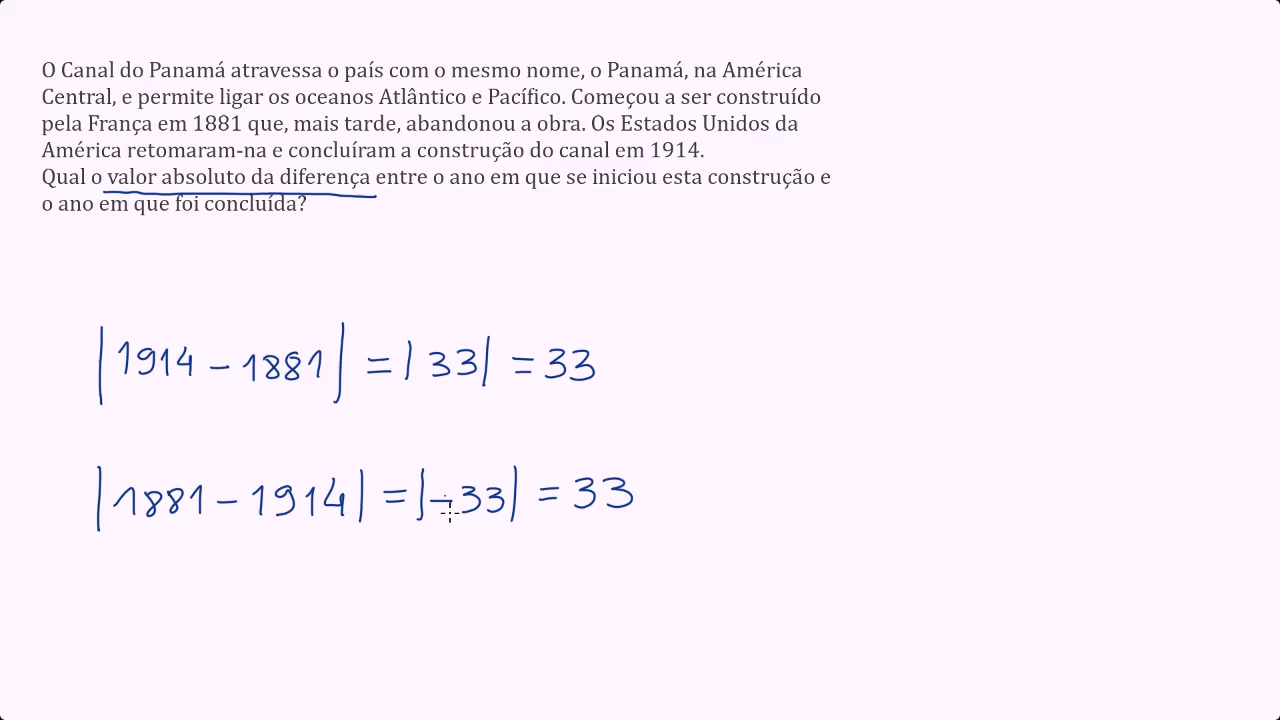 O Canal do Panamá atravessa o país com o mesmo nome, o Panamá, na América
Central, e permite ligar os oceanos Atlântico e Pacífico. Começou a ser construído
pela França em 1881 que, mais tarde, abandonou a obra. Os Estados Unidos da
América retomaram-na e concluíram a construção do canal em 1914.
Qual o valor absoluto da diferença entre o ano em que se iniciou esta construção e
o ano em que foi concluída?
|1914 - 1881| = |33| = 33
|1881 - 1914| = |-33| = 33